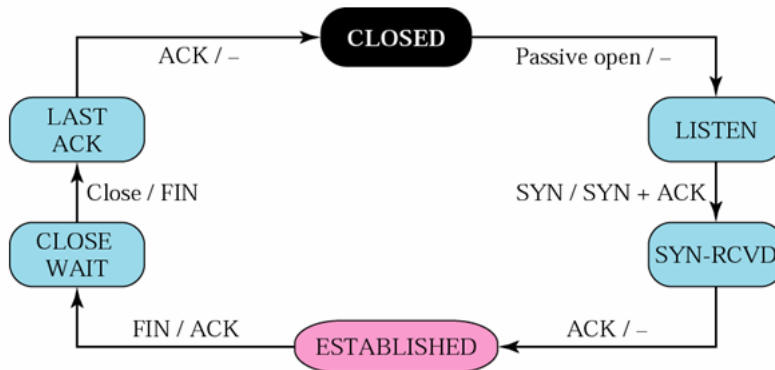 CLOSED
ACK / –
Passive open / –
LAST
ACK
LISTEN
Close / FIN
SYN / SYN + ACK
CLOSE
WAIT
SYN-RCVD
FIN / ACK
ESTABLISHED
ACK / –